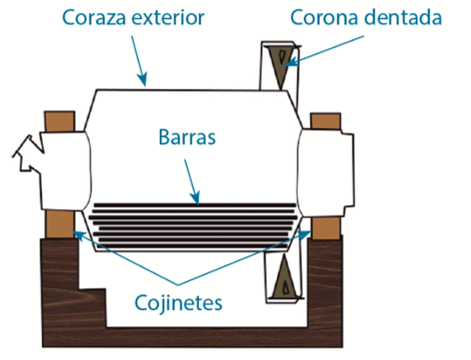 Coraza exterior
Corona dentada
Barras
Cojinetes